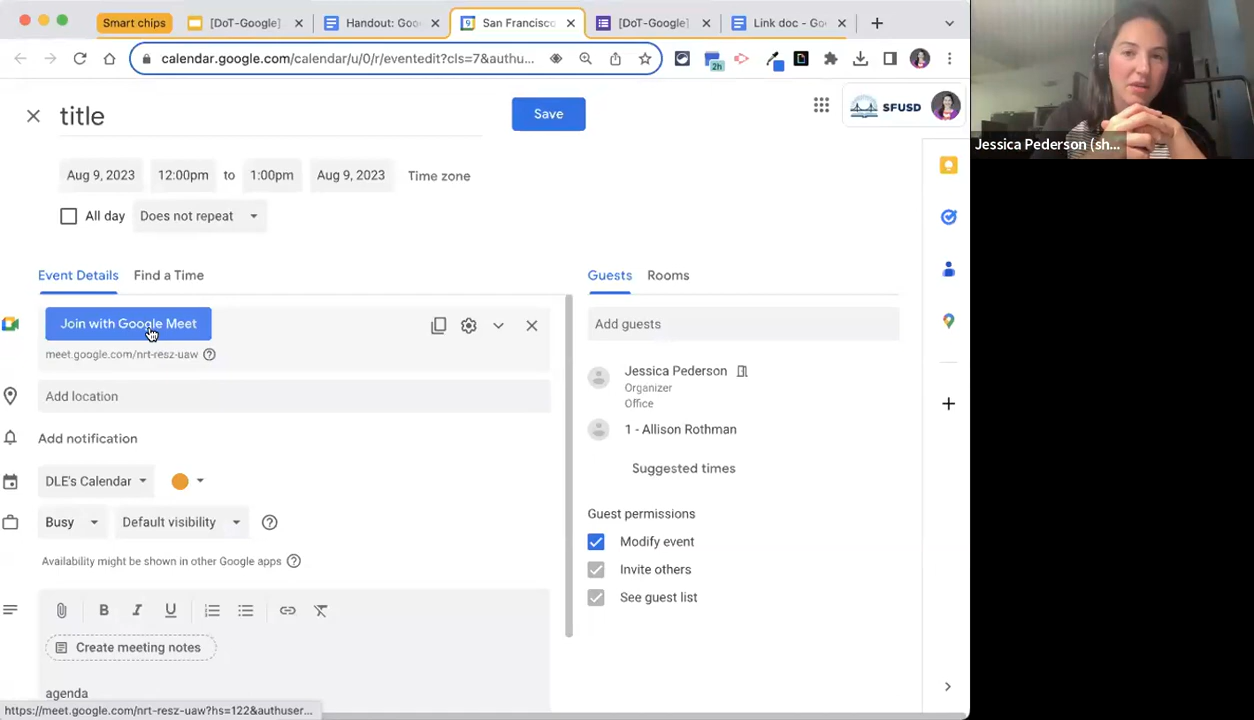 Smart chips
[DoT-Google]
Handout: Goo
San Francisco
[DoT-Google]
Link doc - Go
calendar.google.com/calendar/u/0/r/eventedit?cls=7&authu...
2h
title
Save
SFUSD
Jessica Pederson (sh...
Aug 9, 2023 12:00pm to 1:00pm Aug 9, 2023 Time zone
All day Does not repeat
Event Details Find a Time
Guests Rooms
Join with Google Meet
meet.google.com/nrt-resz-uaw
Add guests
Jessica Pederson
Organizer
Office
Add location
1 - Allison Rothman
Add notification
Suggested times
DLE's Calendar
Guest permissions
Busy Default visibility
Modify event
Availability might be shown in other Google apps
Invite others
See guest list
Create meeting notes
agenda
https://meet.google.com/nrt-resz-uaw?hs=122&authuser...